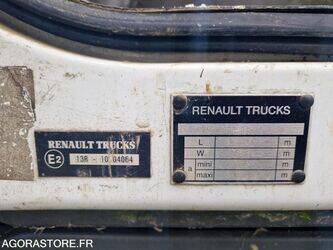 RENAULT TRUCKS
E2 13R - 10 04064
RENAULT TRUCKS
L m
W m
a mini m
maxi m
AGORASTORE.FR